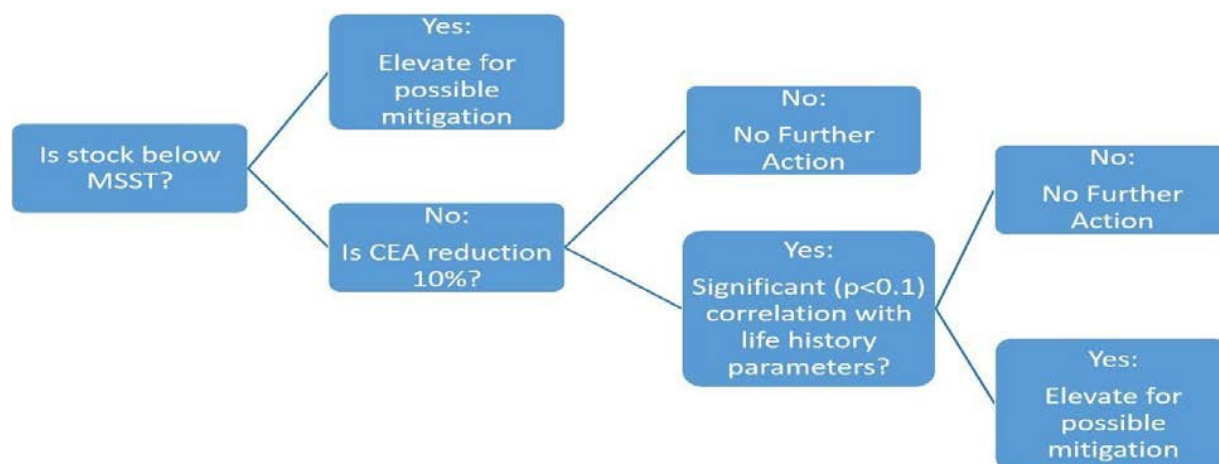 Is stock below
MSST?
Yes:
Elevate for
possible
mitigation
No:
Is CEA reduction
10%?
No:
No Further
Action
Yes:
Significant (p<0.1)
correlation with
life history
parameters?
No:
No Further
Action
Yes:
Elevate for
possible
mitigation